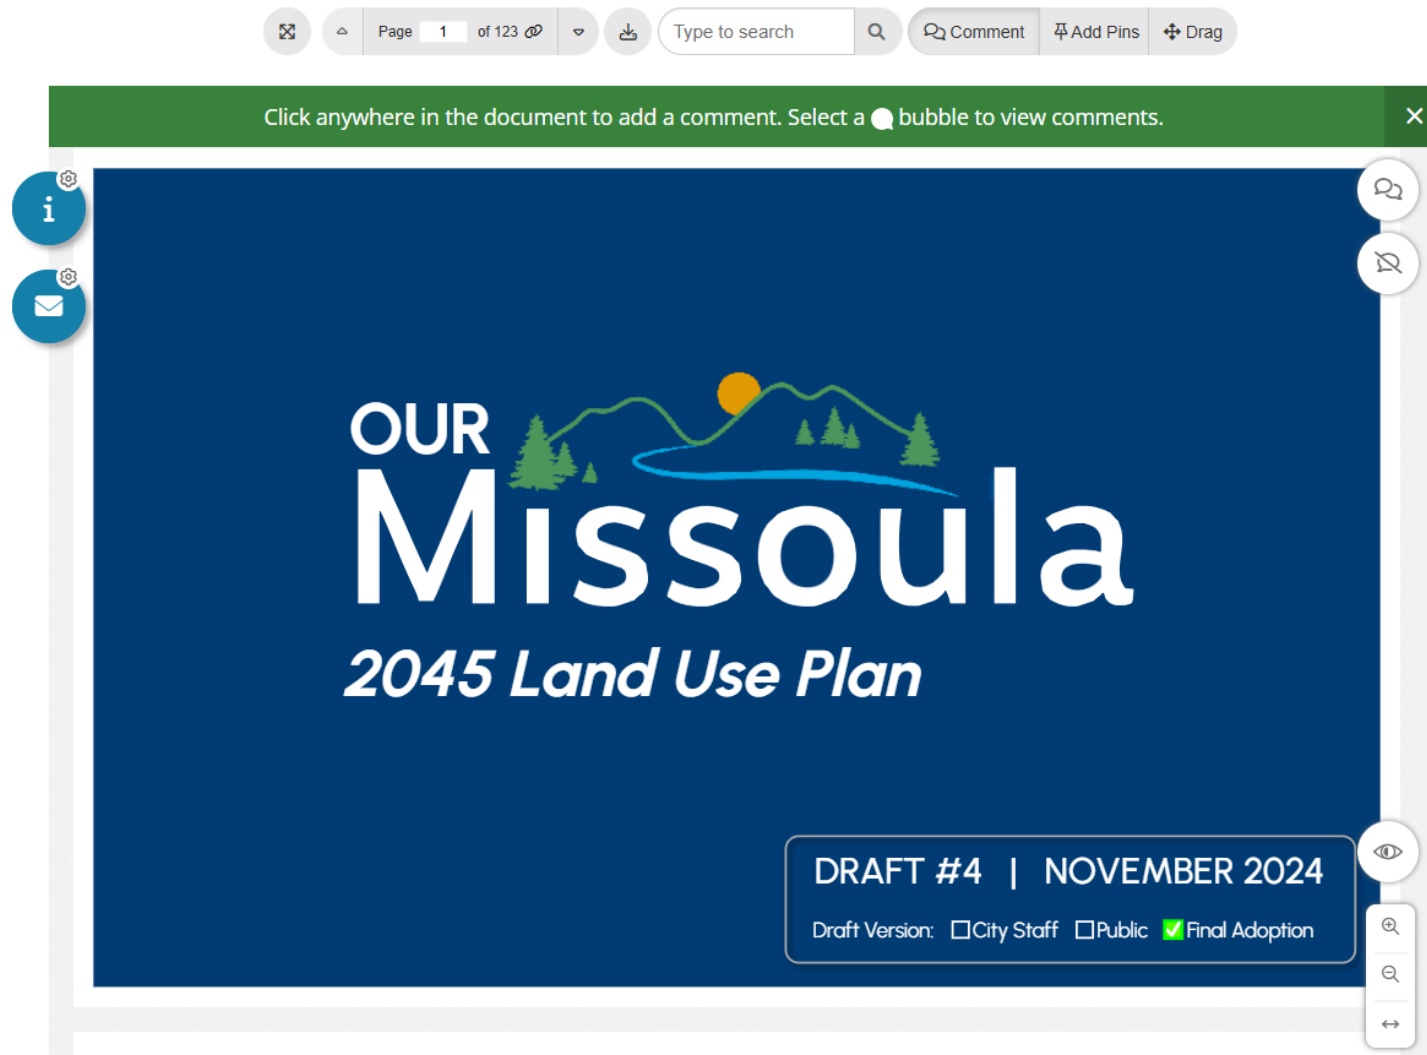 Page 1 of 123
Type to search
Comment
Add Pins
Drag
Click anywhere in the document to add a comment. Select a bubble to view comments.
i
OUR
Missoula
2045 Land Use Plan
DRAFT #4 | NOVEMBER 2024
Draft Version: City Staff Public Final Adoption